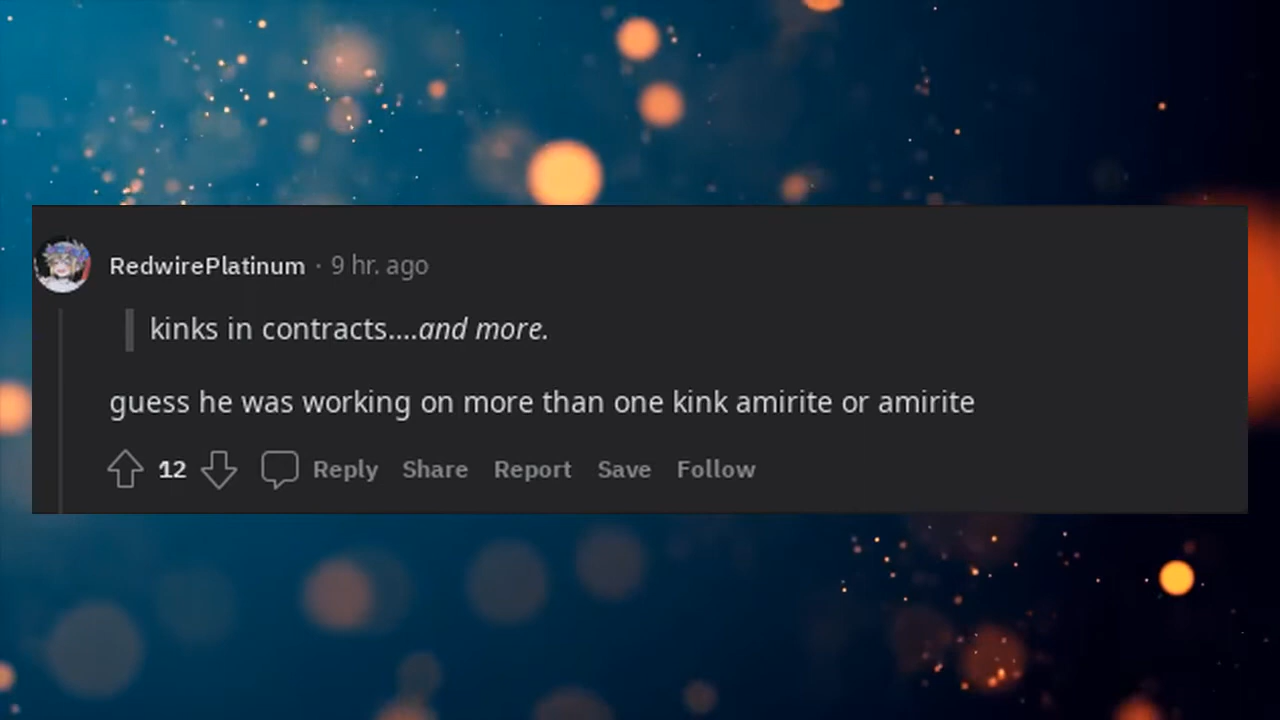 RedwirePlatinum · 9 hr. ago
kinks in contracts....and more.
guess he was working on more than one kink amirite or amirite
12 Reply Share Report Save Follow